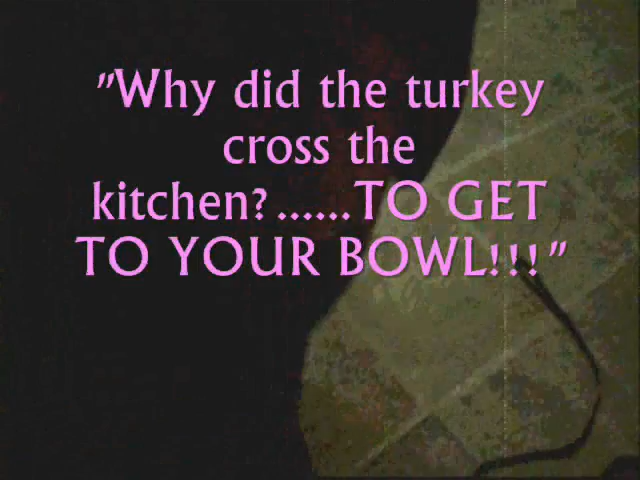 "Why did the turkey
cross the
kitchen?......TO GET
TO YOUR BOWL!!!"